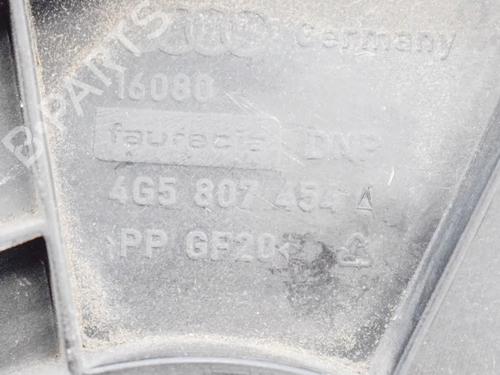 Germany
16080
faurecia DNP
4G5 807 454 A
>PP GF20<
B-PARTS